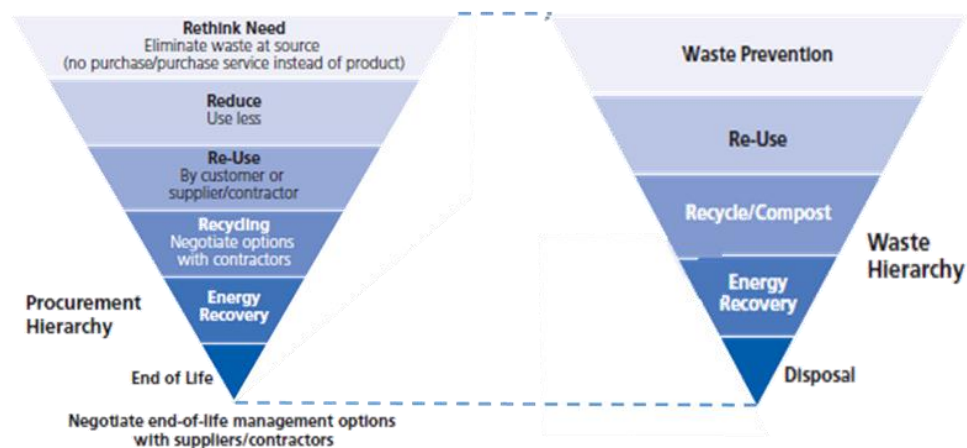 Rethink Need
Eliminate waste at source
(no purchase/purchase service instead of product)
Reduce
Use less
Re-Use
By customer or
supplier/contractor
Recycling
Negotiate options
with contractors
Energy
Recovery
Procurement
Hierarchy
End of Life
Negotiate end-of-life management options
with suppliers/contractors
Waste Prevention
Re-Use
Recycle/Compost
Energy
Recovery
Waste
Hierarchy
Disposal